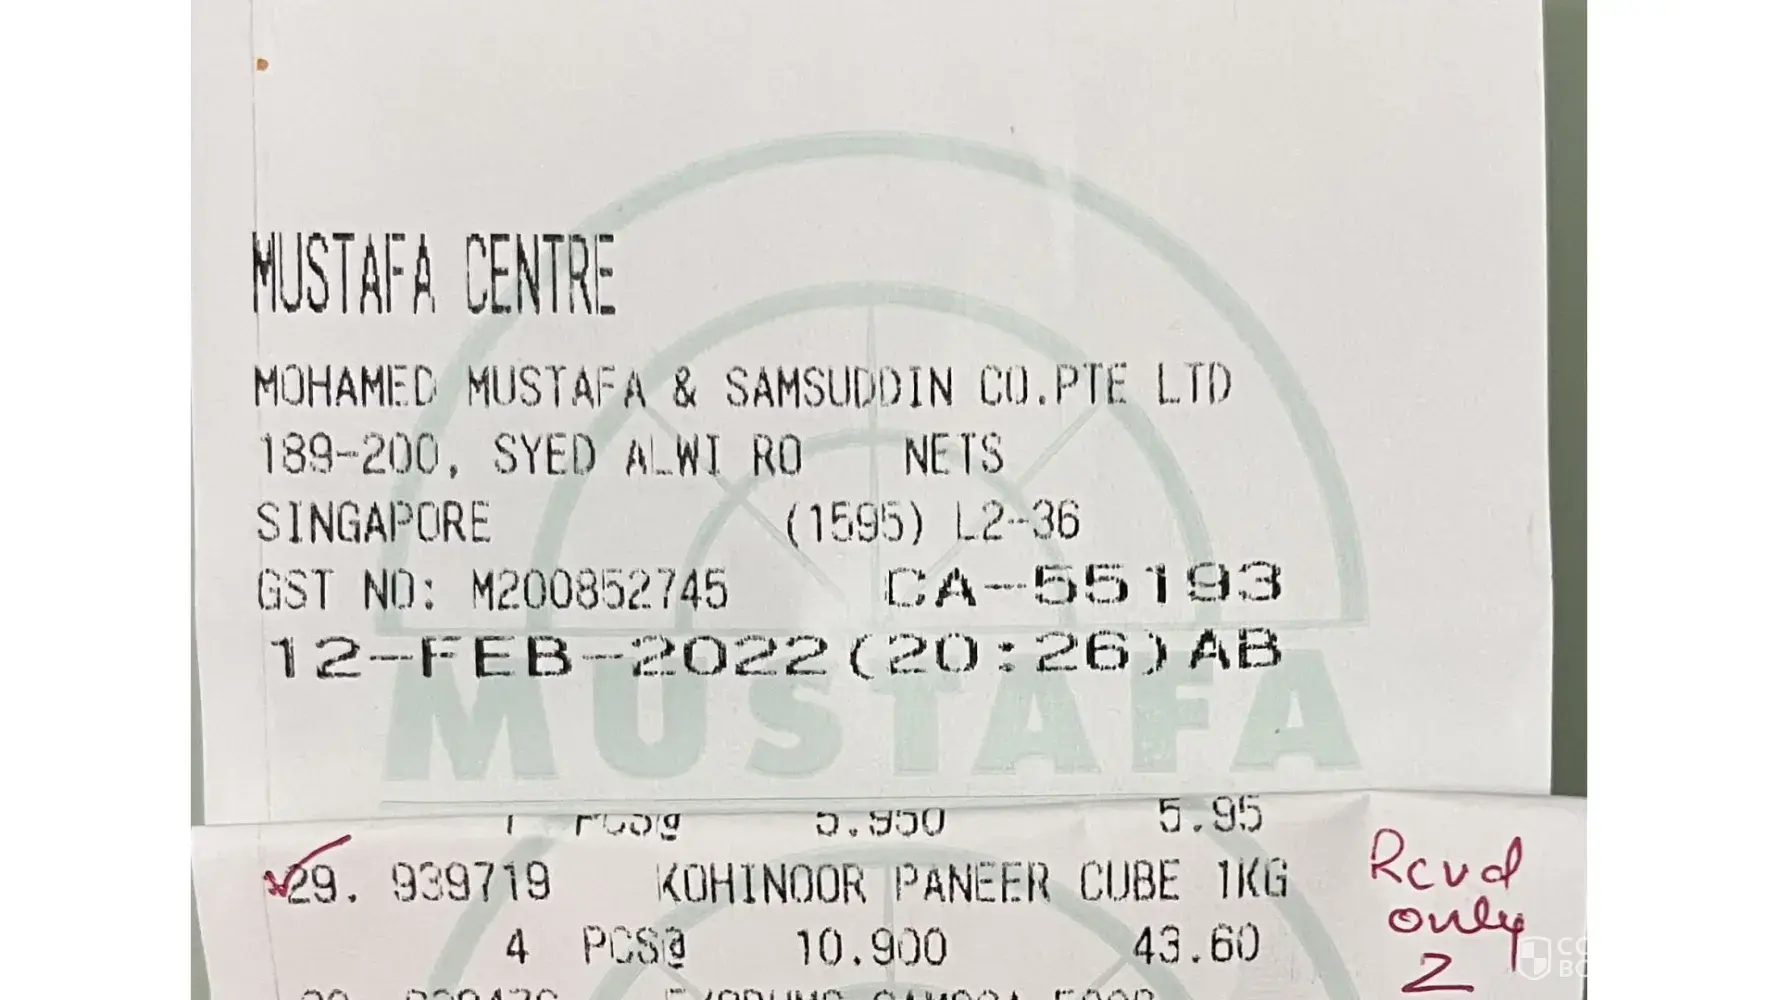 MUSTAFA CENTRE
MOHAMED MUSTAFA & SAMSUDDIN CO.PTE LTD
189-200, SYED ALWI RO NETS
SINGAPORE (1595) L2-36
GST NO: M200852745 CA-55193
12-FEB-2022(20:26)AB
MUSTAFA
1 PCS@ 5.950 5.95
29. 939719 KOHINOOR PANEER CUBE 1KG
4 PCS@ 10.900 43.60
Rcvd
only
2